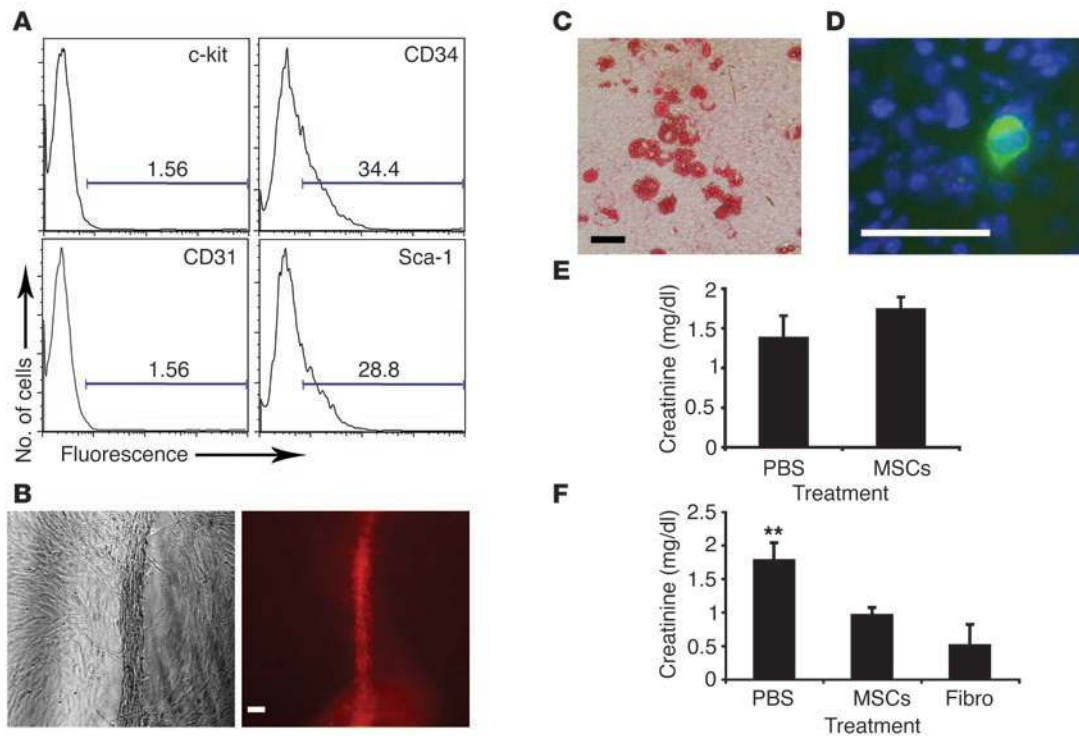 A
c-kit
1.56
CD34
34.4
CD31
1.56
Sca-1
28.8
No. of cells
Fluorescence
B
C
D
E
Creatinine (mg/dl)
2
1.5
1
0.5
0
PBS
MSCs
Treatment
F
Creatinine (mg/dl)
2.5
2
1.5
1
0.5
0
**
PBS
MSCs
Fibro
Treatment